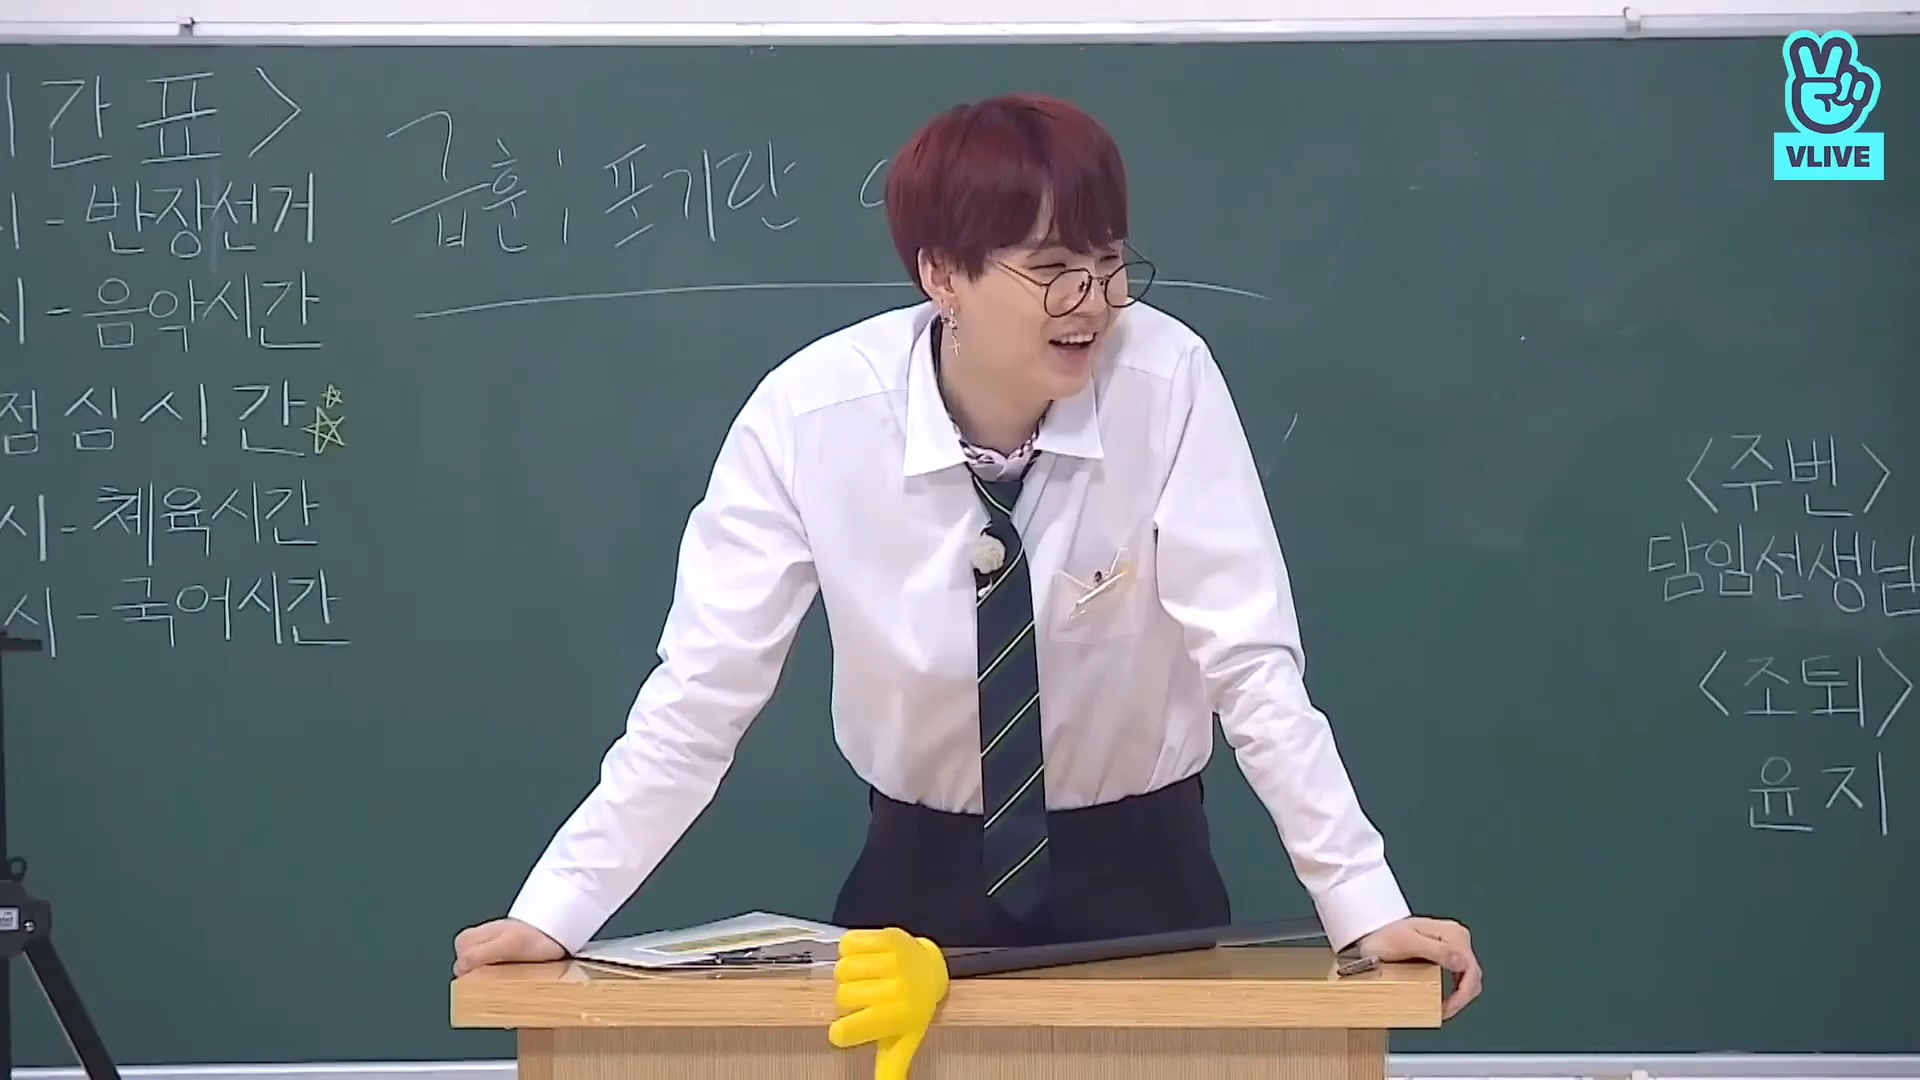 간표>
- 반장선거
- 음악시간
점심시간
시 - 체육시간
시 - 국어시간
급훈; 포기란
<주번>
담임선생님
<조퇴>
윤지
VLIVE